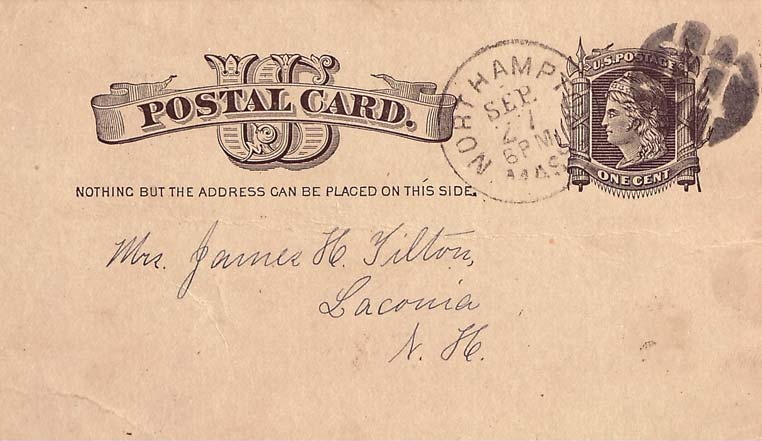 US
POSTAL CARD.
NOTHING BUT THE ADDRESS CAN BE PLACED ON THIS SIDE.
NORTHAMPT
SEP.
27
6 PM
MASS
U.S. POSTAGE
ONE CENT
Mrs. James H. Tilton,
Laconia
N. H.